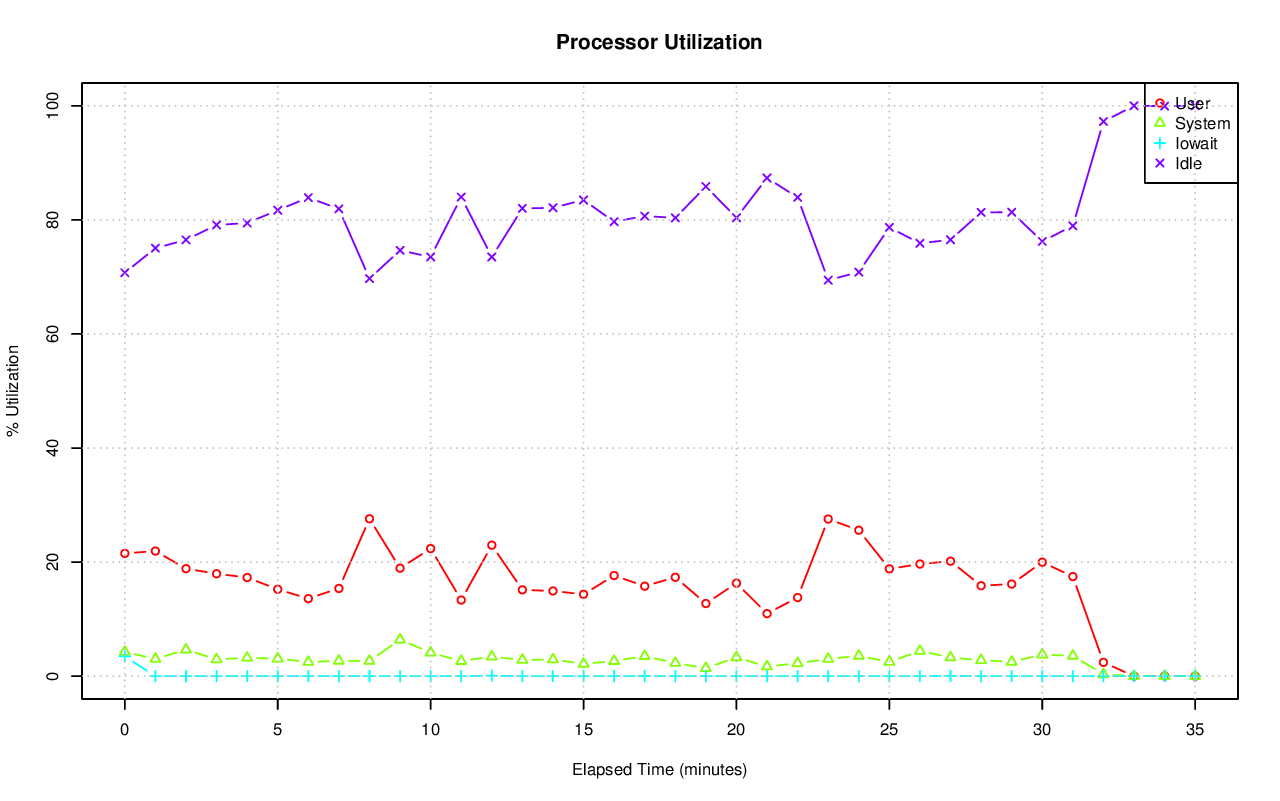 Processor Utilization
% Utilization
100
80
60
40
20
0
User
System
Iowait
Idle
0 5 10 15 20 25 30 35
Elapsed Time (minutes)